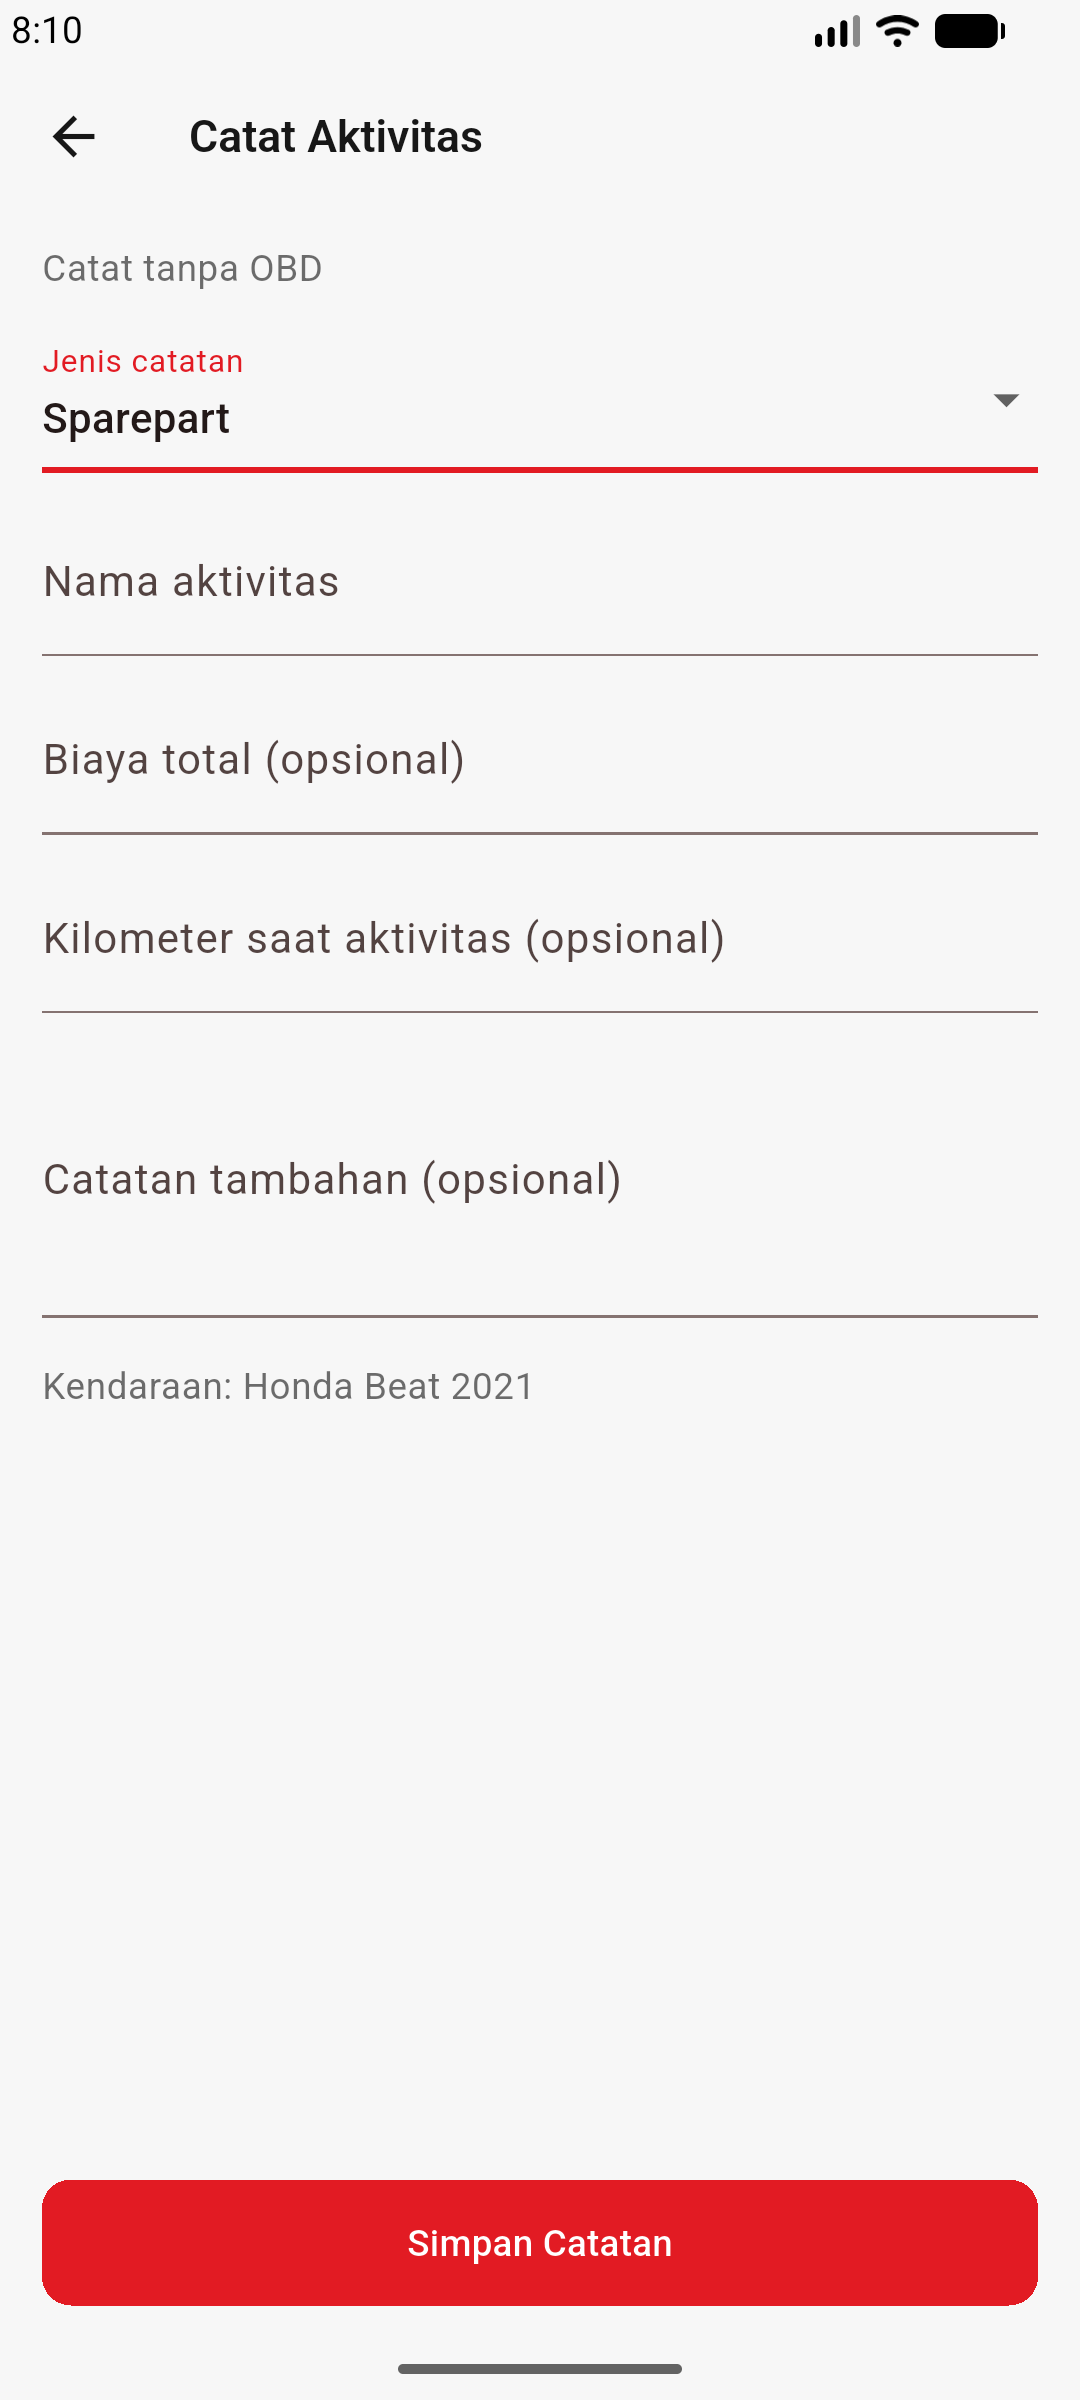 8:10
Catat Aktivitas
Catat tanpa OBD
Jenis catatan
Sparepart
Nama aktivitas
Biaya total (opsional)
Kilometer saat aktivitas (opsional)
Catatan tambahan (opsional)
Kendaraan: Honda Beat 2021
Simpan Catatan